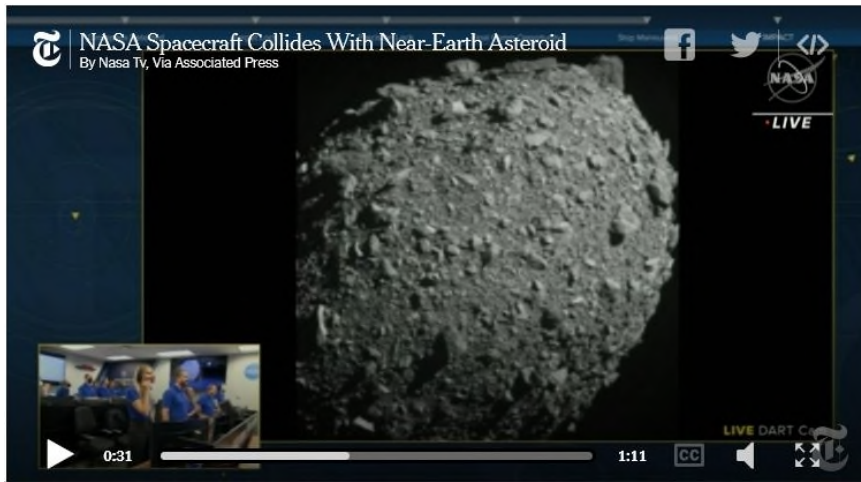 NASA Spacecraft Collides With Near-Earth Asteroid
By Nasa Tv, Via Associated Press
IMPACT
NASA
LIVE
LIVE DART
0:31
1:11
CC